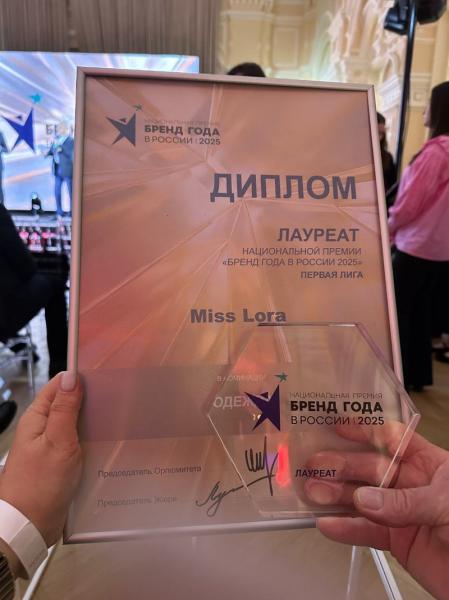 НАЦИОНАЛЬНАЯ ПРЕМИЯ
БРЕНД ГОДА
В РОССИИ | 2025
ДИПЛОМ
ЛАУРЕАТ
НАЦИОНАЛЬНОЙ ПРЕМИИ
«БРЕНД ГОДА В РОССИИ 2025»
ПЕРВАЯ ЛИГА
Miss Lora
В НОМИНАЦИИ
НАЦИОНАЛЬНАЯ ПРЕМИЯ
БРЕНД ГОДА
В РОССИИ | 2025
ЛАУРЕАТ
Председатель Оргкомитета
Председатель Жюри